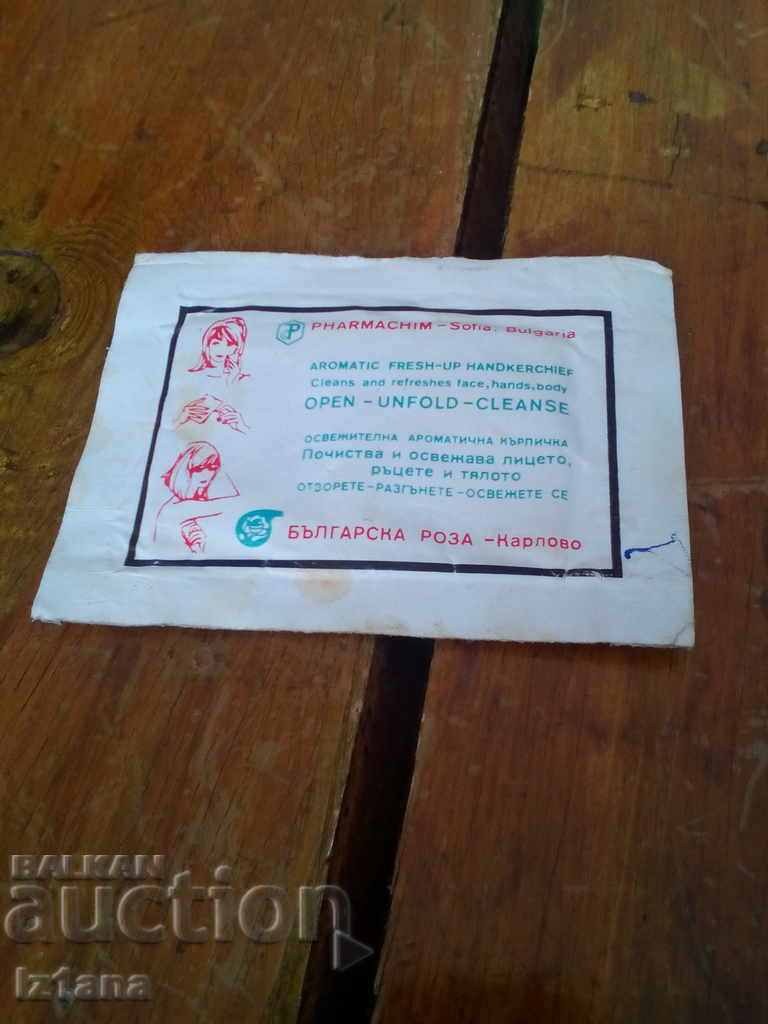 P PHARMACHIM - Sofia, Bulgaria
AROMATIC FRESH-UP HANDKERCHIEF
Cleans and refreshes face, hands, body
OPEN - UNFOLD - CLEANSE
ОСВЕЖИТЕЛНА АРОМАТИЧНА КЪРПИЧКА
Почиства и освежава лицето,
ръцете и тялото
ОТВОРЕТЕ - РАЗГЪНЕТЕ - ОСВЕЖЕТЕ СЕ
БЪЛГАРСКА РОЗА - Карлово
BALKAN
auction
Iz1ana